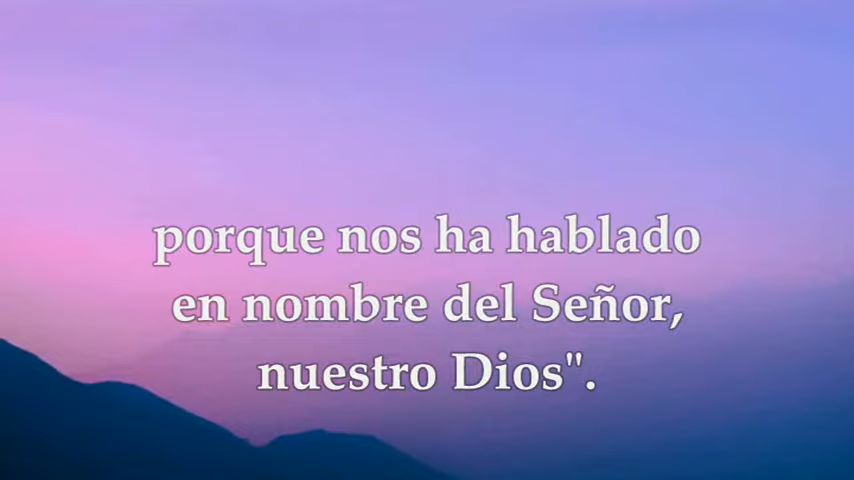 porque nos ha hablado
en nombre del Señor,
nuestro Dios".